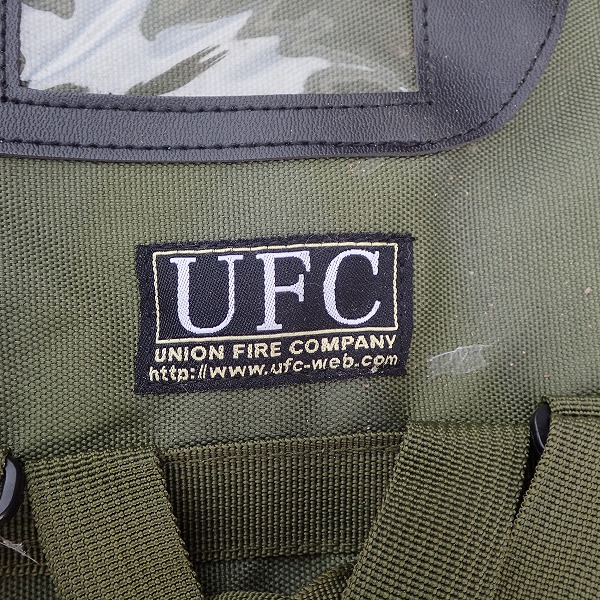 UFC
UNION FIRE COMPANY
http://www.ufc-web.com